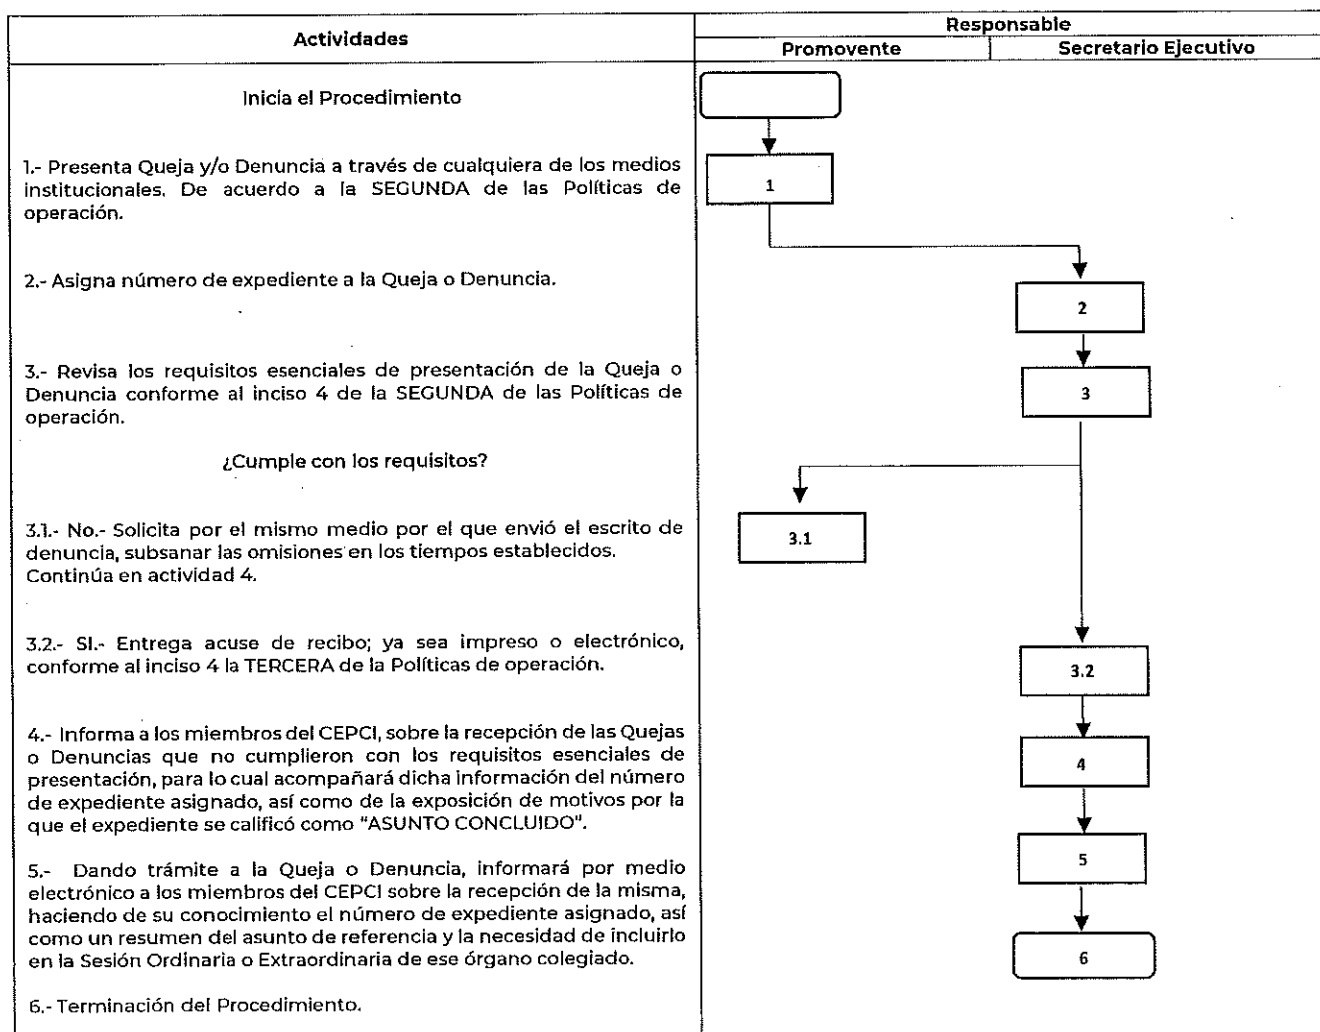 Actividades
Responsable
Promovente
Secretario Ejecutivo
Inicia el Procedimiento
1.- Presenta Queja y/o Denuncia a través de cualquiera de los medios
institucionales. De acuerdo a la SEGUNDA de las Políticas de
operación.
1
2.- Asigna número de expediente a la Queja o Denuncia.
2
3.- Revisa los requisitos esenciales de presentación de la Queja o
Denuncia conforme al inciso 4 de la SEGUNDA de las Políticas de
operación.
3
¿Cumple con los requisitos?
3.1.- No.- Solicita por el mismo medio por el que envió el escrito de
denuncia, subsanar las omisiones en los tiempos establecidos.
Continúa en actividad 4.
3.1
3.2.- SI.- Entrega acuse de recibo; ya sea impreso o electrónico,
conforme al inciso 4 la TERCERA de la Políticas de operación.
3.2
4.- Informa a los miembros del CEPCI, sobre la recepción de las Quejas
o Denuncias que no cumplieron con los requisitos esenciales de
presentación, para lo cual acompañará dicha información del número
de expediente asignado, así como de la exposición de motivos por la
que el expediente se calificó como "ASUNTO CONCLUIDO".
4
5.- Dando trámite a la Queja o Denuncia, informará por medio
electrónico a los miembros del CEPCI sobre la recepción de la misma,
haciendo de su conocimiento el número de expediente asignado, así
como un resumen del asunto de referencia y la necesidad de incluirlo
en la Sesión Ordinaria o Extraordinaria de ese órgano colegiado.
5
6.- Terminación del Procedimiento.
6